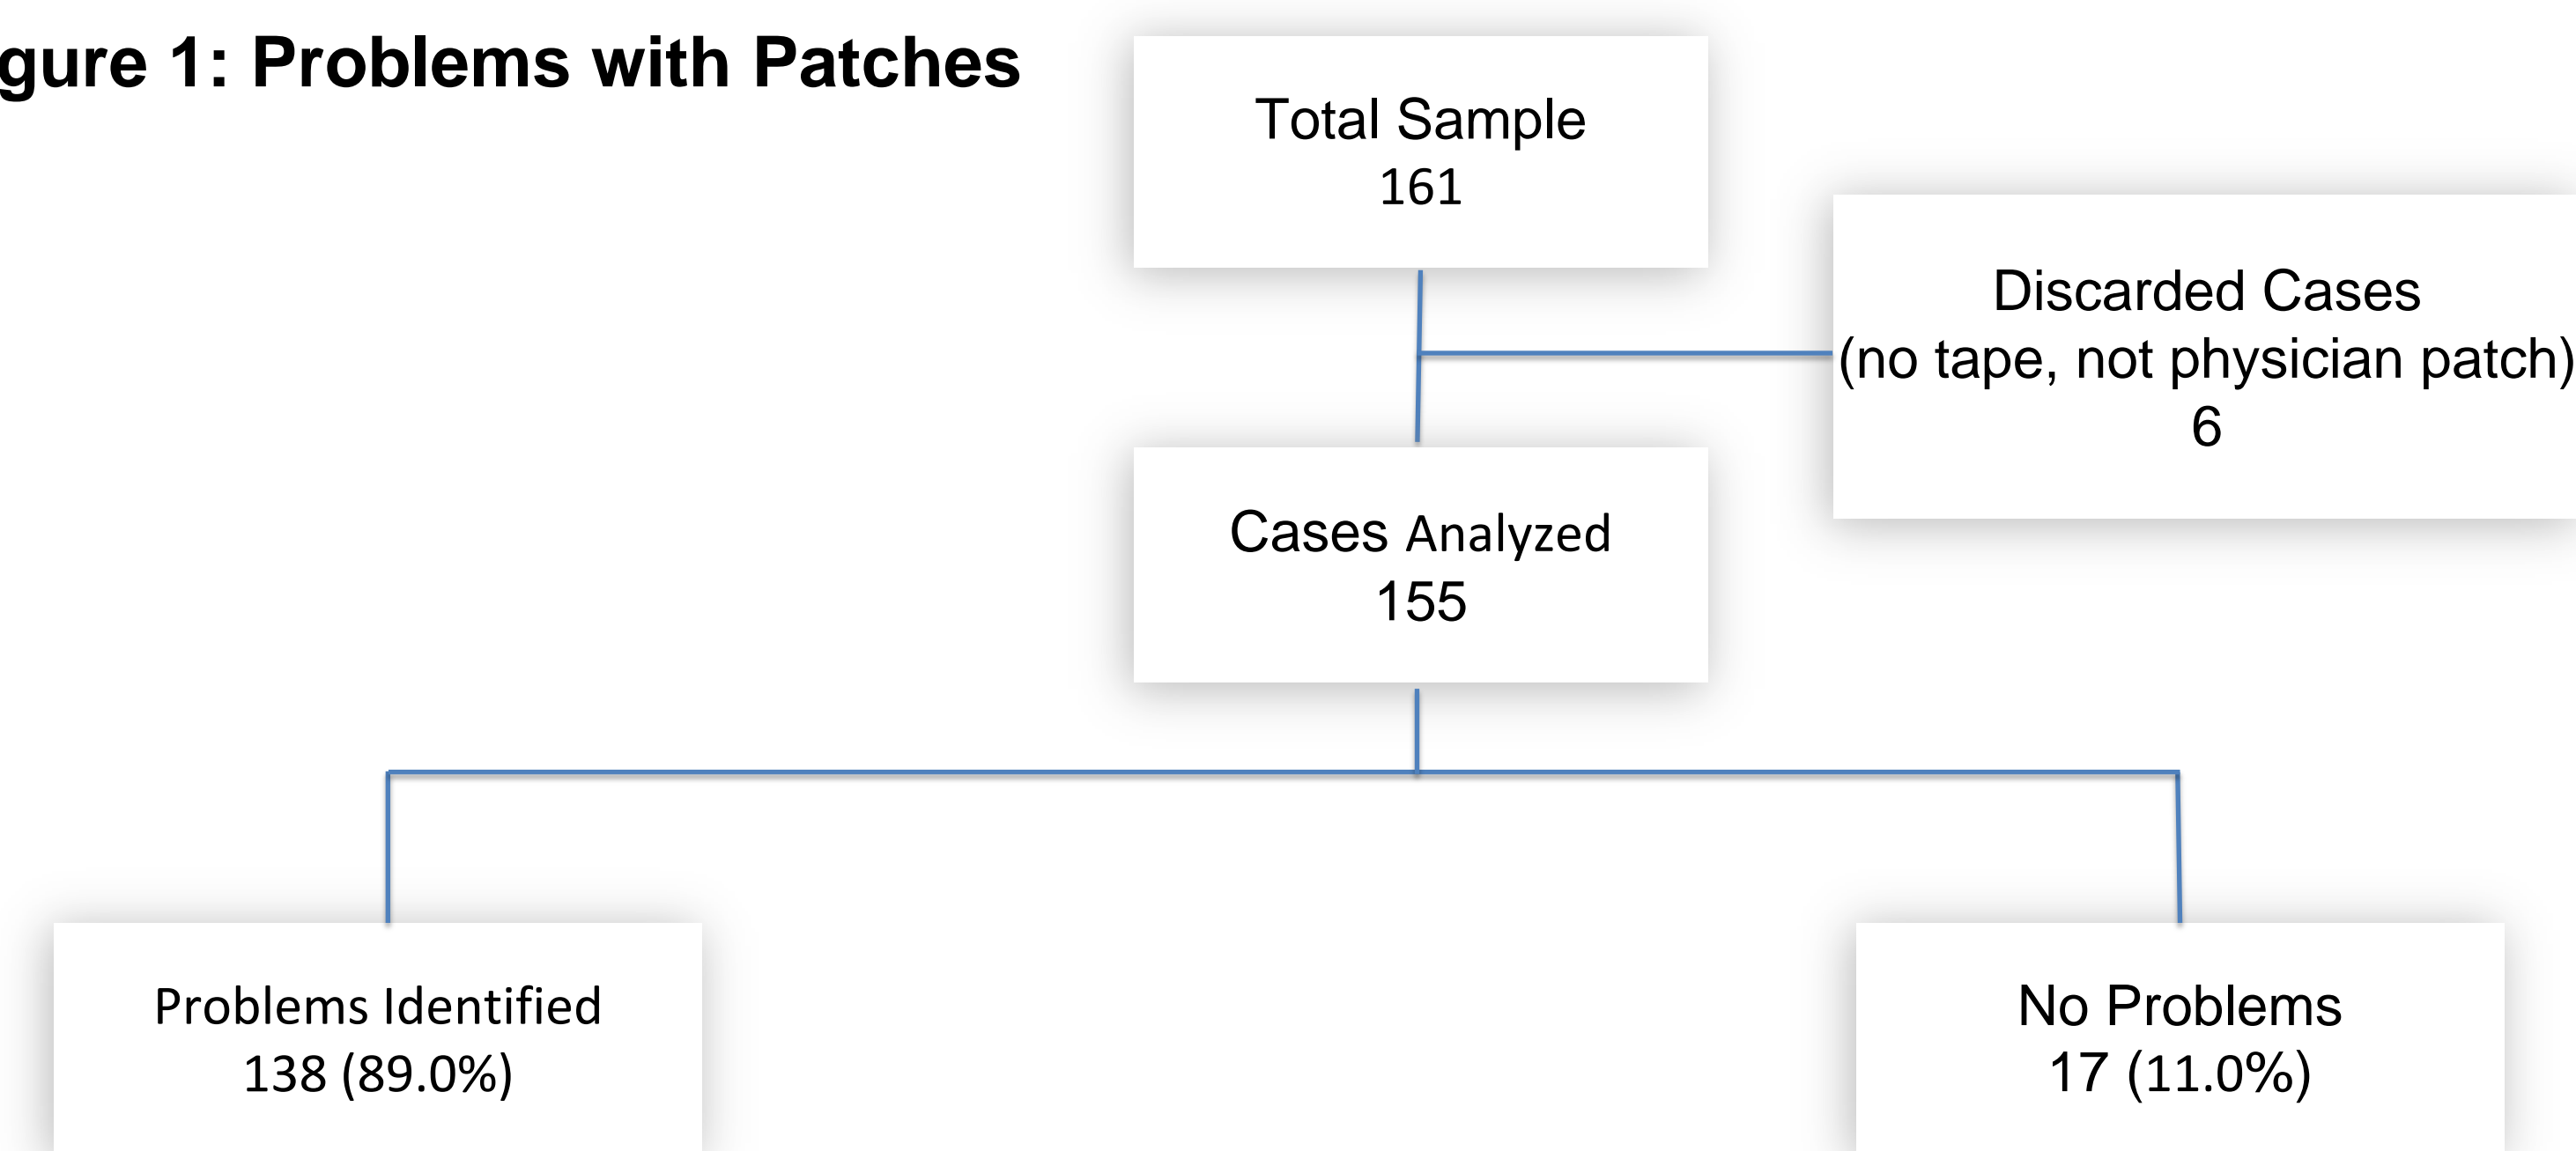 gure 1: Problems with Patches
Total Sample
161
Discarded Cases
(no tape, not physician patch)
6
Cases Analyzed
155
Problems Identified
138 (89.0%)
No Problems
17 (11.0%)